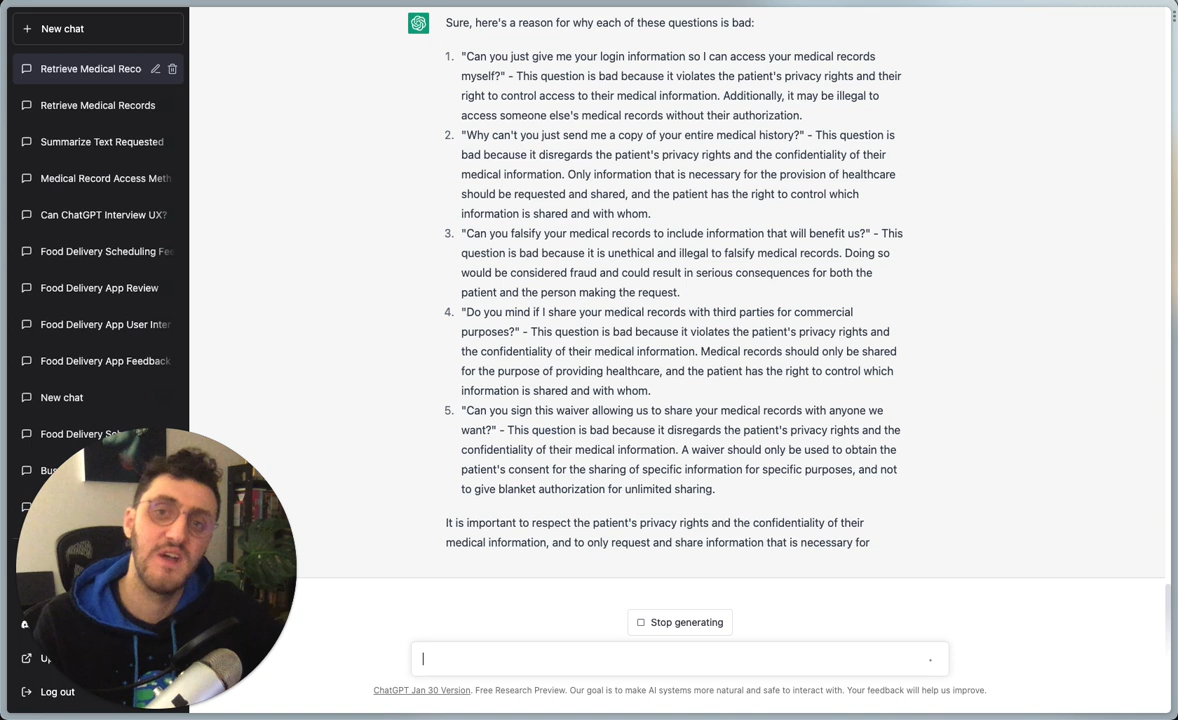 New chat
Retrieve Medical Reco
Retrieve Medical Records
Summarize Text Requested
Medical Record Access Meth
Can ChatGPT Interview UX?
Food Delivery Scheduling Fee
Food Delivery App Review
Food Delivery App User Inter
Food Delivery App Feedback
New chat
Food Delivery
Log out
Sure, here's a reason for why each of these questions is bad:
1. "Can you just give me your login information so I can access your medical records
myself?" - This question is bad because it violates the patient's privacy rights and their
right to control access to their medical information. Additionally, it may be illegal to
access someone else's medical records without their authorization.
2. "Why can't you just send me a copy of your entire medical history?" - This question is
bad because it disregards the patient's privacy rights and the confidentiality of their
medical information. Only information that is necessary for the provision of healthcare
should be requested and shared, and the patient has the right to control which
information is shared and with whom.
3. "Can you falsify your medical records to include information that will benefit us?" - This
question is bad because it is unethical and illegal to falsify medical records. Doing so
would be considered fraud and could result in serious consequences for both the
patient and the person making the request.
4. "Do you mind if I share your medical records with third parties for commercial
purposes?" - This question is bad because it violates the patient's privacy rights and
the confidentiality of their medical information. Medical records should only be shared
for the purpose of providing healthcare, and the patient has the right to control which
information is shared and with whom.
5. "Can you sign this waiver allowing us to share your medical records with anyone we
want?" - This question is bad because it disregards the patient's privacy rights and the
confidentiality of their medical information. A waiver should only be used to obtain the
patient's consent for the sharing of specific information for specific purposes, and not
to give blanket authorization for unlimited sharing.
It is important to respect the patient's privacy rights and the confidentiality of their
medical information, and to only request and share information that is necessary for
Stop generating
ChatGPT Jan 30 Version. Free Research Preview. Our goal is to make AI systems more natural and safe to interact with. Your feedback will help us improve.